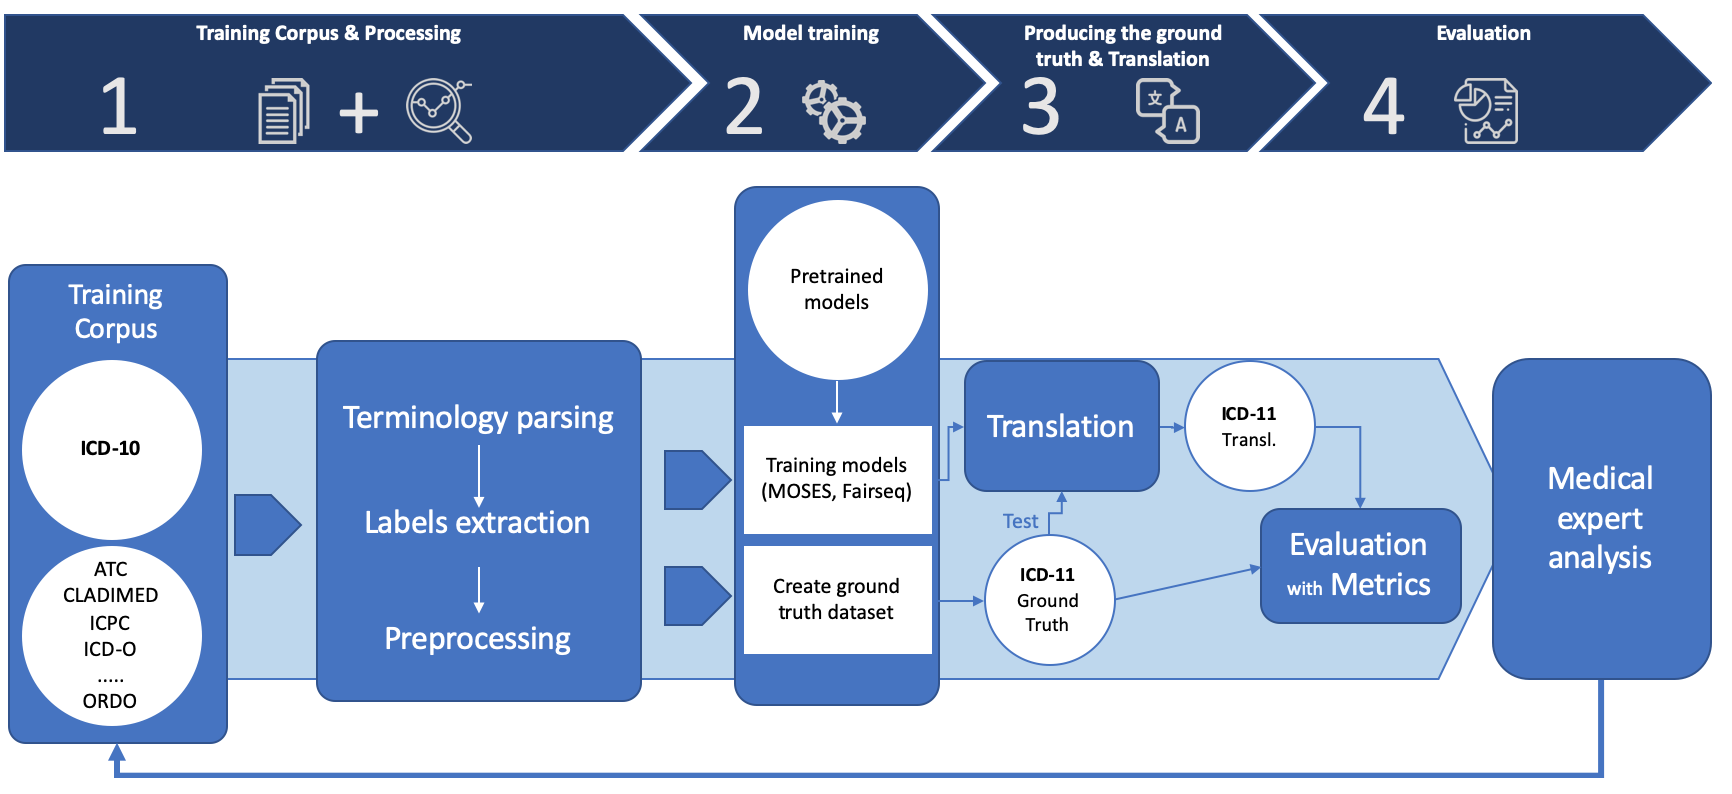 Training Corpus & Processing
1
+
Model training
2
Producing the ground
truth & Translation
3
文
A
Evaluation
4
Training
Corpus
ICD-10
ATC
CLADIMED
ICPC
ICD-O
.....
ORDO
Terminology parsing
Labels extraction
Preprocessing
Pretrained
models
Training models
(MOSES, Fairseq)
Create ground
truth dataset
Translation
Test
ICD-11
Ground
Truth
ICD-11
Transl.
Evaluation
with Metrics
Medical
expert
analysis